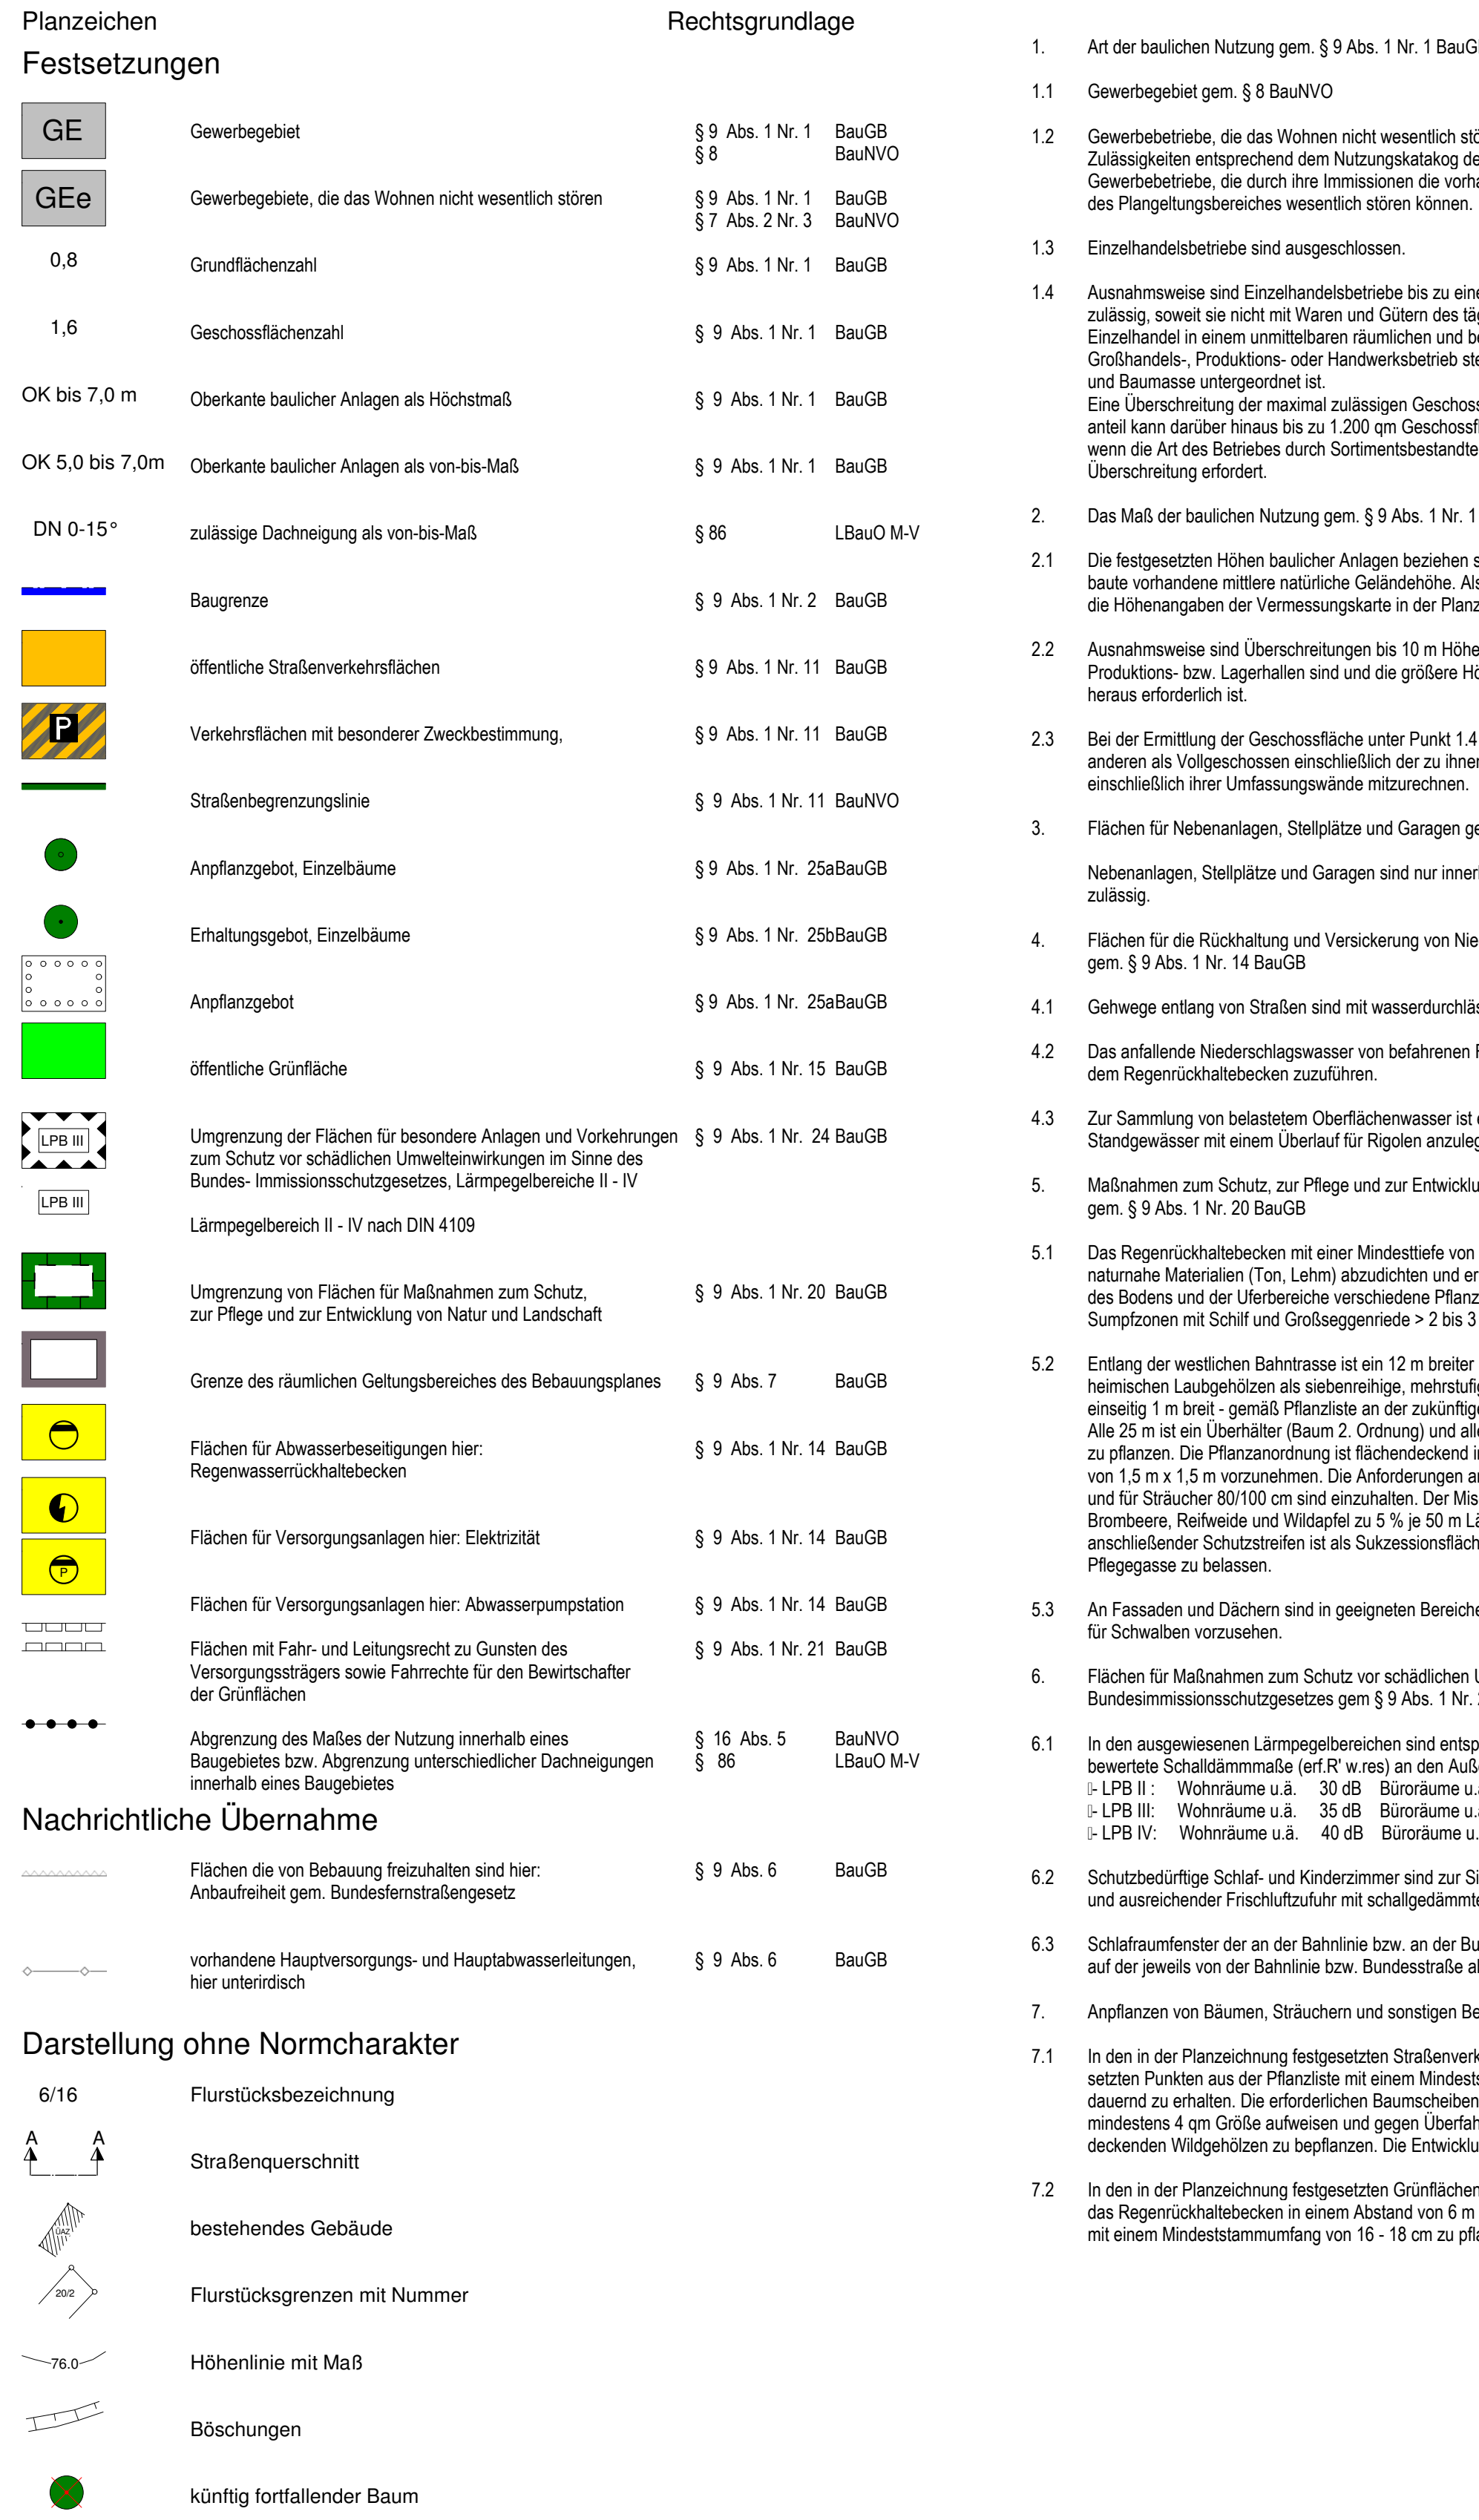 Planzeichen Rechtsgrundlage
Festsetzungen
GE Gewerbegebiet § 9 Abs. 1 Nr. 1 BauGB
§ 8 BauNVO
GEe Gewerbegebiete, die das Wohnen nicht wesentlich stören § 9 Abs. 1 Nr. 1 BauGB
§ 7 Abs. 2 Nr. 3 BauNVO
0,8 Grundflächenzahl § 9 Abs. 1 Nr. 1 BauGB
1,6 Geschossflächenzahl § 9 Abs. 1 Nr. 1 BauGB
OK bis 7,0 m Oberkante baulicher Anlagen als Höchstmaß § 9 Abs. 1 Nr. 1 BauGB
OK 5,0 bis 7,0m Oberkante baulicher Anlagen als von-bis-Maß § 9 Abs. 1 Nr. 1 BauGB
DN 0-15° zulässige Dachneigung als von-bis-Maß § 86 LBauO M-V
Baugrenze § 9 Abs. 1 Nr. 2 BauGB
öffentliche Straßenverkehrsflächen § 9 Abs. 1 Nr. 11 BauGB
P Verkehrsflächen mit besonderer Zweckbestimmung, § 9 Abs. 1 Nr. 11 BauGB
Straßenbegrenzungslinie § 9 Abs. 1 Nr. 11 BauNVO
Anpflanzgebot, Einzelbäume § 9 Abs. 1 Nr. 25aBauGB
Erhaltungsgebot, Einzelbäume § 9 Abs. 1 Nr. 25bBauGB
Anpflanzgebot § 9 Abs. 1 Nr. 25aBauGB
öffentliche Grünfläche § 9 Abs. 1 Nr. 15 BauGB
LPB III Umgrenzung der Flächen für besondere Anlagen und Vorkehrungen § 9 Abs. 1 Nr. 24 BauGB
zum Schutz vor schädlichen Umwelteinwirkungen im Sinne des
Bundes- Immissionsschutzgesetzes, Lärmpegelbereiche II - IV
LPB III
Lärmpegelbereich II - IV nach DIN 4109
Umgrenzung von Flächen für Maßnahmen zum Schutz, § 9 Abs. 1 Nr. 20 BauGB
zur Pflege und zur Entwicklung von Natur und Landschaft
Grenze des räumlichen Geltungsbereiches des Bebauungsplanes § 9 Abs. 7 BauGB
Flächen für Abwasserbeseitigungen hier: § 9 Abs. 1 Nr. 14 BauGB
Regenwasserrückhaltebecken
Flächen für Versorgungsanlagen hier: Elektrizität § 9 Abs. 1 Nr. 14 BauGB
P
Flächen für Versorgungsanlagen hier: Abwasserpumpstation § 9 Abs. 1 Nr. 14 BauGB
Flächen mit Fahr- und Leitungsrecht zu Gunsten des § 9 Abs. 1 Nr. 21 BauGB
Versorgungssträgers sowie Fahrrechte für den Bewirtschafter
der Grünflächen
Abgrenzung des Maßes der Nutzung innerhalb eines § 16 Abs. 5 BauNVO
Baugebietes bzw. Abgrenzung unterschiedlicher Dachneigungen § 86 LBauO M-V
innerhalb eines Baugebietes
Nachrichtliche Übernahme
Flächen die von Bebauung freizuhalten sind hier: § 9 Abs. 6 BauGB
Anbaufreiheit gem. Bundesfernstraßengesetz
vorhandene Hauptversorgungs- und Hauptabwasserleitungen, § 9 Abs. 6 BauGB
hier unterirdisch
Darstellung ohne Normcharakter
6/16 Flurstücksbezeichnung
A A
Straßenquerschnitt
ÜAZ bestehendes Gebäude
20/2 Flurstücksgrenzen mit Nummer
76.0 Höhenlinie mit Maß
Böschungen
künftig fortfallender Baum
1. Art der baulichen Nutzung gem. § 9 Abs. 1 Nr. 1 BauG
1.1 Gewerbegebiet gem. § 8 BauNVO
1.2 Gewerbebetriebe, die das Wohnen nicht wesentlich stö
Zulässigkeiten entsprechend dem Nutzungskatakog de
Gewerbebetriebe, die durch ihre Immissionen die vorha
des Plangeltungsbereiches wesentlich stören können.
1.3 Einzelhandelsbetriebe sind ausgeschlossen.
1.4 Ausnahmsweise sind Einzelhandelsbetriebe bis zu eine
zulässig, soweit sie nicht mit Waren und Gütern des täg
Einzelhandel in einem unmittelbaren räumlichen und be
Großhandels-, Produktions- oder Handwerksbetrieb ste
und Baumasse untergeordnet ist.
Eine Überschreitung der maximal zulässigen Geschoss
anteil kann darüber hinaus bis zu 1.200 qm Geschossfl
wenn die Art des Betriebes durch Sortimentsbestandte
Überschreitung erfordert.
2. Das Maß der baulichen Nutzung gem. § 9 Abs. 1 Nr. 1
2.1 Die festgesetzten Höhen baulicher Anlagen beziehen s
baute vorhandene mittlere natürliche Geländehöhe. Als
die Höhenangaben der Vermessungskarte in der Planz
2.2 Ausnahmsweise sind Überschreitungen bis 10 m Höhe
Produktions- bzw. Lagerhallen sind und die größere Hö
heraus erforderlich ist.
2.3 Bei der Ermittlung der Geschossfläche unter Punkt 1.4
anderen als Vollgeschossen einschließlich der zu ihnen
einschließlich ihrer Umfassungswände mitzurechnen.
3. Flächen für Nebenanlagen, Stellplätze und Garagen ge
Nebenanlagen, Stellplätze und Garagen sind nur innerh
zulässig.
4. Flächen für die Rückhaltung und Versickerung von Nie
gem. § 9 Abs. 1 Nr. 14 BauGB
4.1 Gehwege entlang von Straßen sind mit wasserdurchläs
4.2 Das anfallende Niederschlagswasser von befahrenen F
dem Regenrückhaltebecken zuzuführen.
4.3 Zur Sammlung von belastetem Oberflächenwasser ist e
Standgewässer mit einem Überlauf für Rigolen anzuleg
5. Maßnahmen zum Schutz, zur Pflege und zur Entwicklu
gem. § 9 Abs. 1 Nr. 20 BauGB
5.1 Das Regenrückhaltebecken mit einer Mindesttiefe von
naturnahe Materialien (Ton, Lehm) abzudichten und er
des Bodens und der Uferbereiche verschiedene Pflanz
Sumpfzonen mit Schilf und Großseggenriede > 2 bis 3
5.2 Entlang der westlichen Bahntrasse ist ein 12 m breiter
heimischen Laubgehölzen als siebenreihige, mehrstufig
einseitig 1 m breit - gemäß Pflanzliste an der zukünftige
Alle 25 m ist ein Überhälter (Baum 2. Ordnung) und alle
zu pflanzen. Die Pflanzanordnung ist flächendeckend i
von 1,5 m x 1,5 m vorzunehmen. Die Anforderungen an
und für Sträucher 80/100 cm sind einzuhalten. Der Mis
Brombeere, Reifweide und Wildapfel zu 5 % je 50 m Lä
anschließender Schutzstreifen ist als Sukzessionsfläch
Pflegegasse zu belassen.
5.3 An Fassaden und Dächern sind in geeigneten Bereiche
für Schwalben vorzusehen.
6. Flächen für Maßnahmen zum Schutz vor schädlichen U
Bundesimmissionsschutzgesetzes gem § 9 Abs. 1 Nr.
6.1 In den ausgewiesenen Lärmpegelbereichen sind entsp
bewertete Schalldämmmaße (erf.R' w.res) an den Auß
- LPB II : Wohnräume u.ä. 30 dB Büroräume u.
- LPB III: Wohnräume u.ä. 35 dB Büroräume u.
- LPB IV: Wohnräume u.ä. 40 dB Büroräume u.
6.2 Schutzbedürftige Schlaf- und Kinderzimmer sind zur Si
und ausreichender Frischluftzufuhr mit schallgedämmte
6.3 Schlafraumfenster der an der Bahnlinie bzw. an der Bu
auf der jeweils von der Bahnlinie bzw. Bundesstraße a
7. Anpflanzen von Bäumen, Sträuchern und sonstigen Be
7.1 In den in der Planzeichnung festgesetzten Straßenverk
setzten Punkten aus der Pflanzliste mit einem Mindests
dauernd zu erhalten. Die erforderlichen Baumscheiben
mindestens 4 qm Größe aufweisen und gegen Überfah
deckenden Wildgehölzen zu bepflanzen. Die Entwicklu
7.2 In den in der Planzeichnung festgesetzten Grünflächen
das Regenrückhaltebecken in einem Abstand von 6 m
mit einem Mindeststammumfang von 16 - 18 cm zu pfla